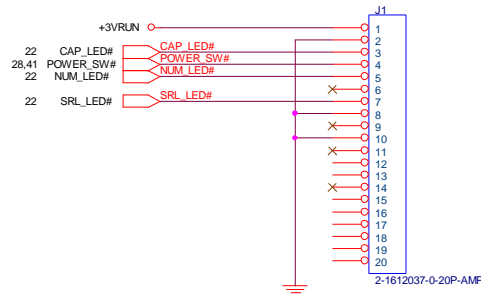 J1
+3VRUN 1
2
22 CAP_LED# CAP_LED# 3
28,41 POWER_SW# POWER_SW# 4
22 NUM_LED# NUM_LED# 5
6
22 SRL_LED# SRL_LED# 7
8
9
10
11
12
13
14
15
16
17
18
19
20
2-1612037-0-20P-AMP